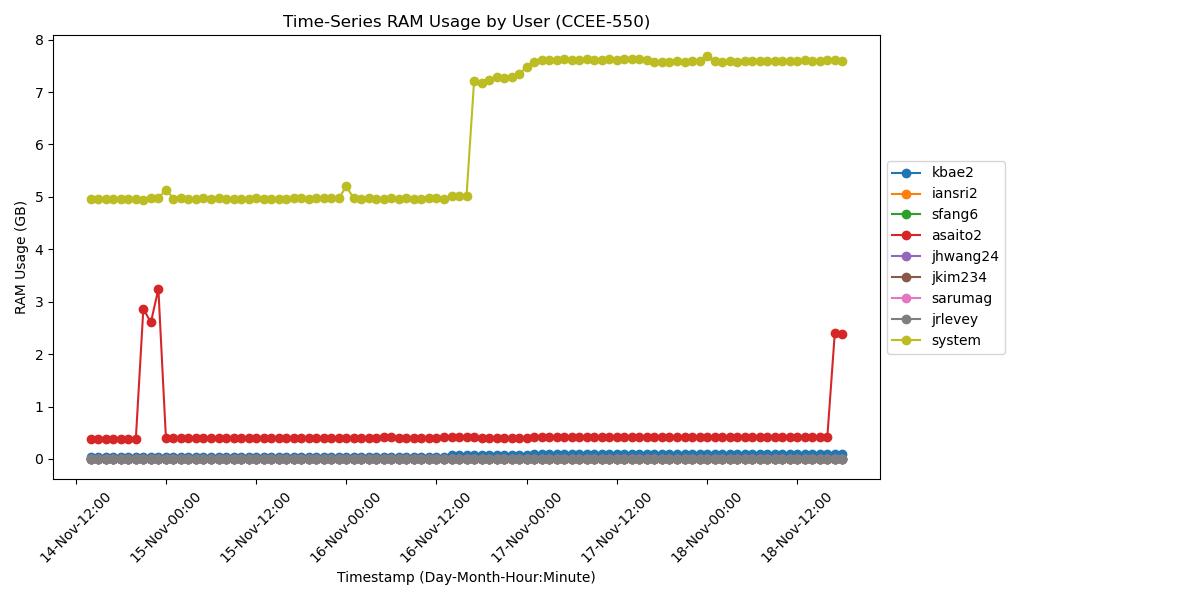 Time-Series RAM Usage by User (CCEE-550)
8
7
6
5
4
3
2
1
0
RAM Usage (GB)
14-Nov-12:00
15-Nov-00:00
15-Nov-12:00
16-Nov-00:00
16-Nov-12:00
17-Nov-00:00
17-Nov-12:00
18-Nov-00:00
18-Nov-12:00
Timestamp (Day-Month-Hour:Minute)
kbae2
iansri2
sfang6
asaito2
jhwang24
jkim234
sarumag
jrlevey
system